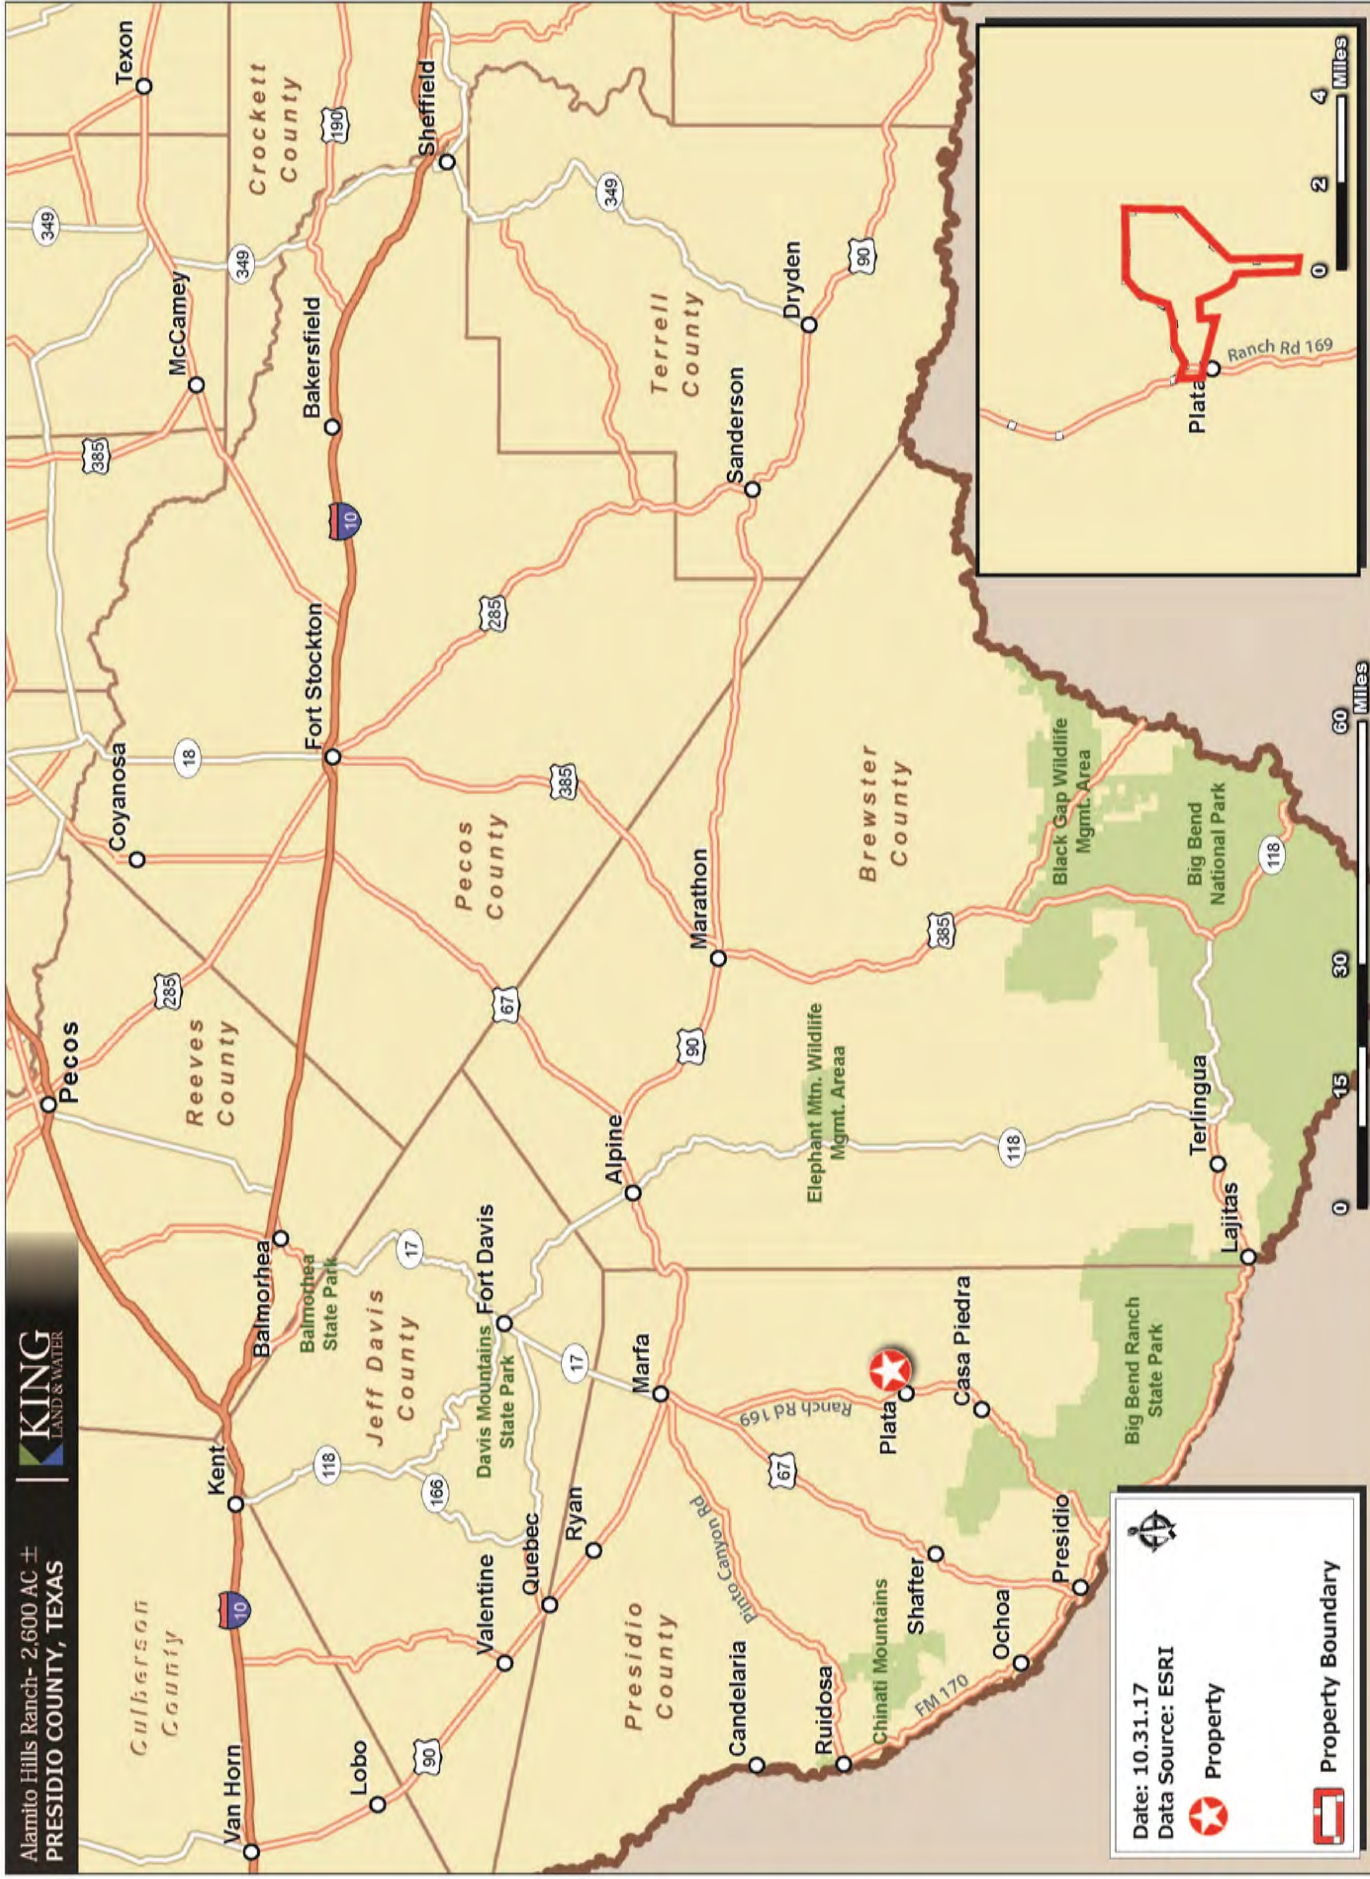 Alamito Hills Ranch- 2,600 AC ±
PRESIDIO COUNTY, TEXAS
KING
LAND & WATER
Culberson
County
Van Horn
10
Kent
Lobo
90
Valentine
Quebec
Ryan
118
166
Jeff Davis
County
Balmorhea
Balmorhea
State Park
17
Davis Mountains
State Park
Fort Davis
17
Pecos
285
Reeves
County
Coyanosa
18
Fort Stockton
10
385
McCamey
349
349
Texon
Crockett
County
190
Bakersfield
Sheffield
Pecos
County
67
385
285
349
Terrell
County
Sanderson
Dryden
90
Marfa
Alpine
90
Marathon
Presidio
County
Candelaria
Ruidosa
Pinto Canyon Rd
67
Ranch Rd 169
Plata
Casa Piedra
Chinati Mountains
Shafter
Ochoa
FM 170
Presidio
Big Bend Ranch
State Park
Elephant Mtn. Wildlife
Mgmt. Areaa
118
Brewster
County
385
Black Gap Wildlife
Mgmt. Area
Big Bend
National Park
118
Terlingua
Lajitas
Date: 10.31.17
Data Source: ESRI
Property
Property Boundary
0 15 30 60
Miles
Plata
Ranch Rd 169
0 2 4
Miles